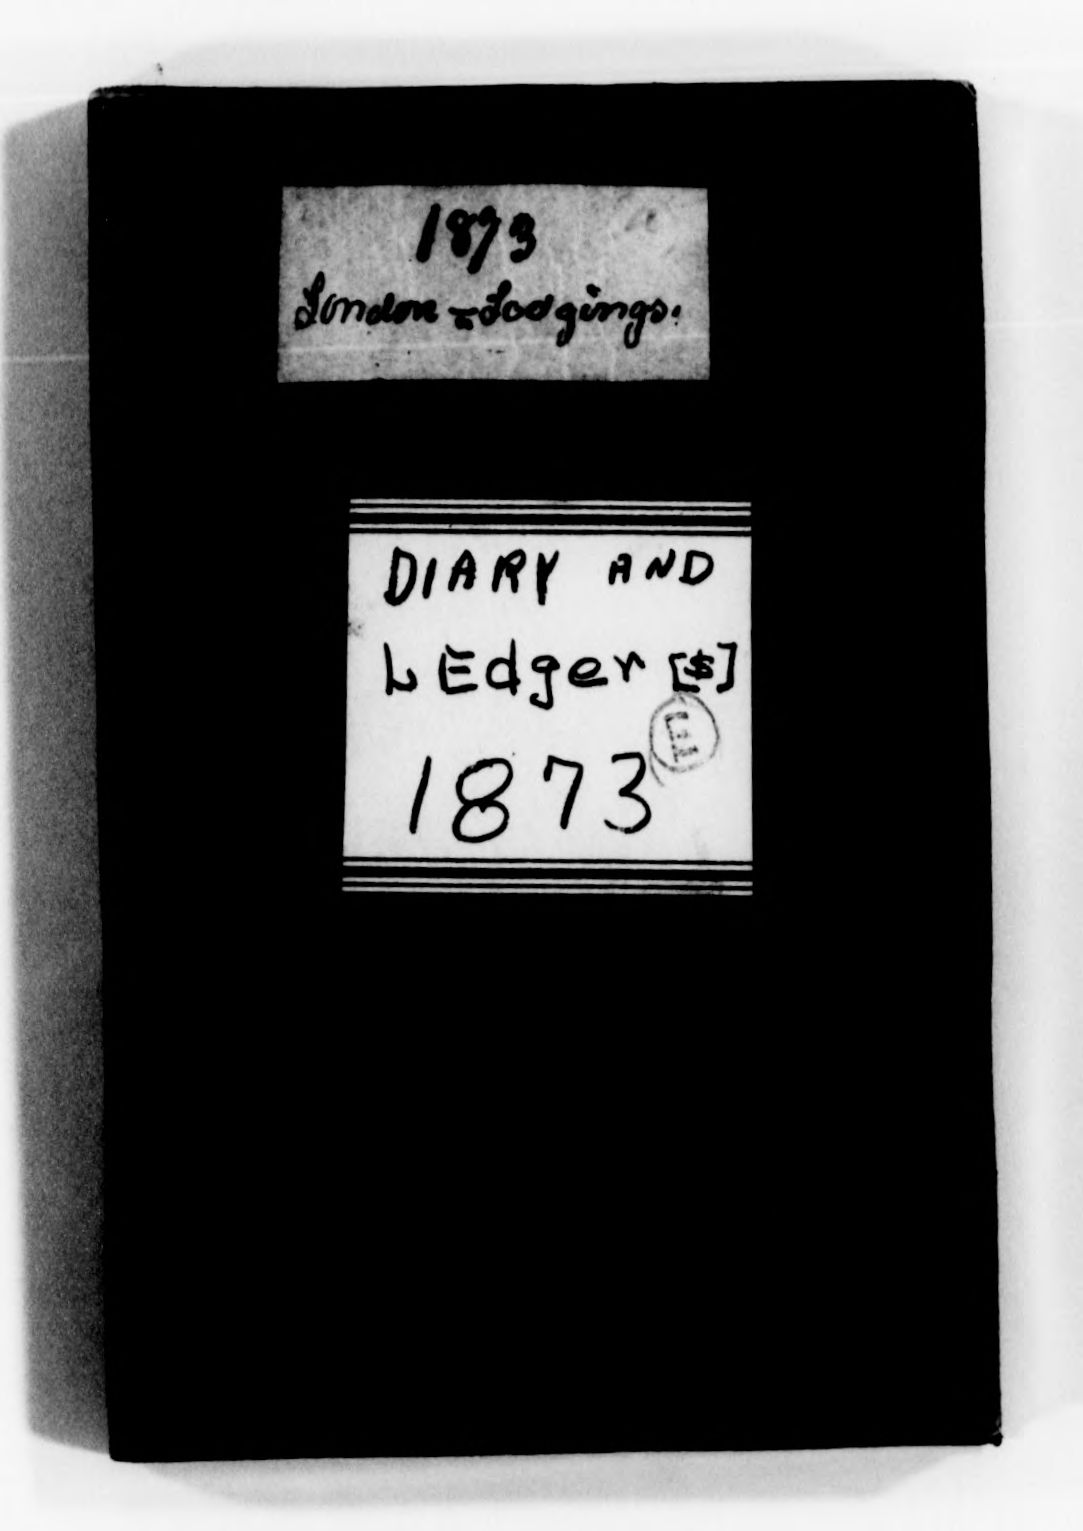 1873
London = Lodgings.
DIARY AND
LEdger [$]
1873
E